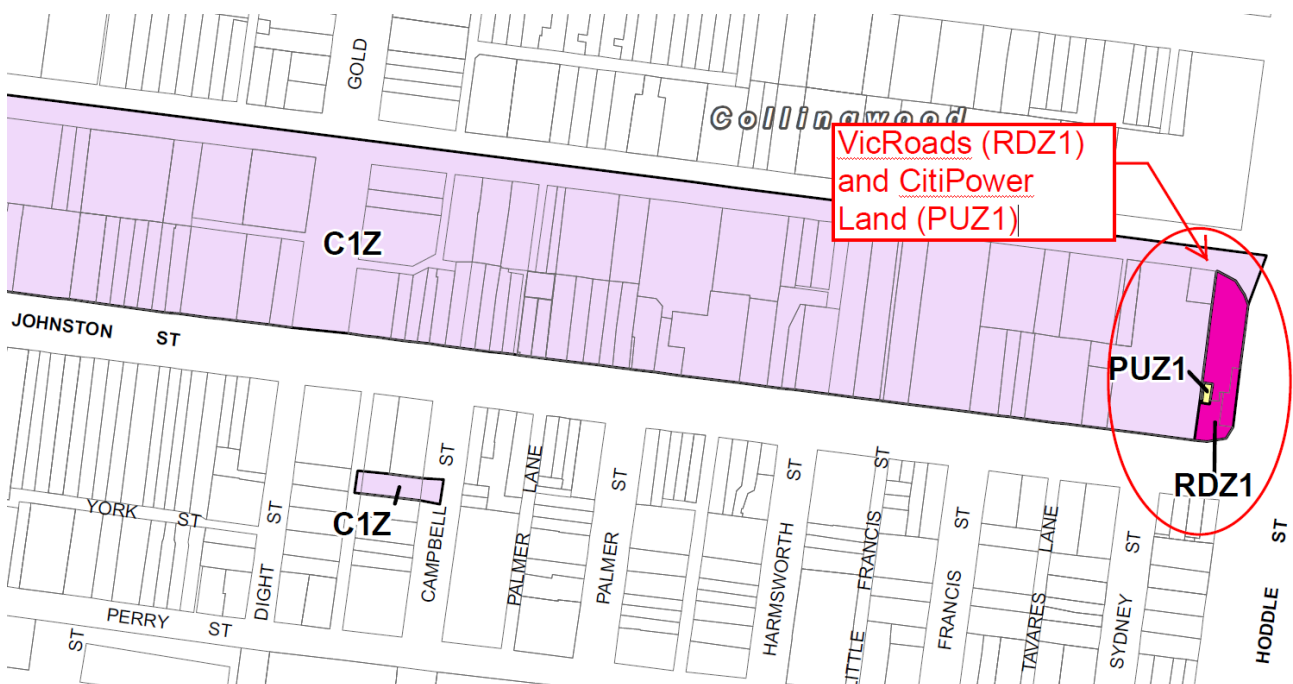 GOLD
Collingwood
VicRoads (RDZ1)
and CitiPower
Land (PUZ1)
C1Z
JOHNSTON ST
PUZ1
RDZ1
C1Z
YORK ST
PERRY ST
ST
DIGHT ST
CAMPBELL ST
PALMER LANE
PALMER ST
HARMSWORTH ST
LITTLE FRANCIS ST
FRANCIS ST
TAVARES LANE
SYDNEY ST
HODDLE ST